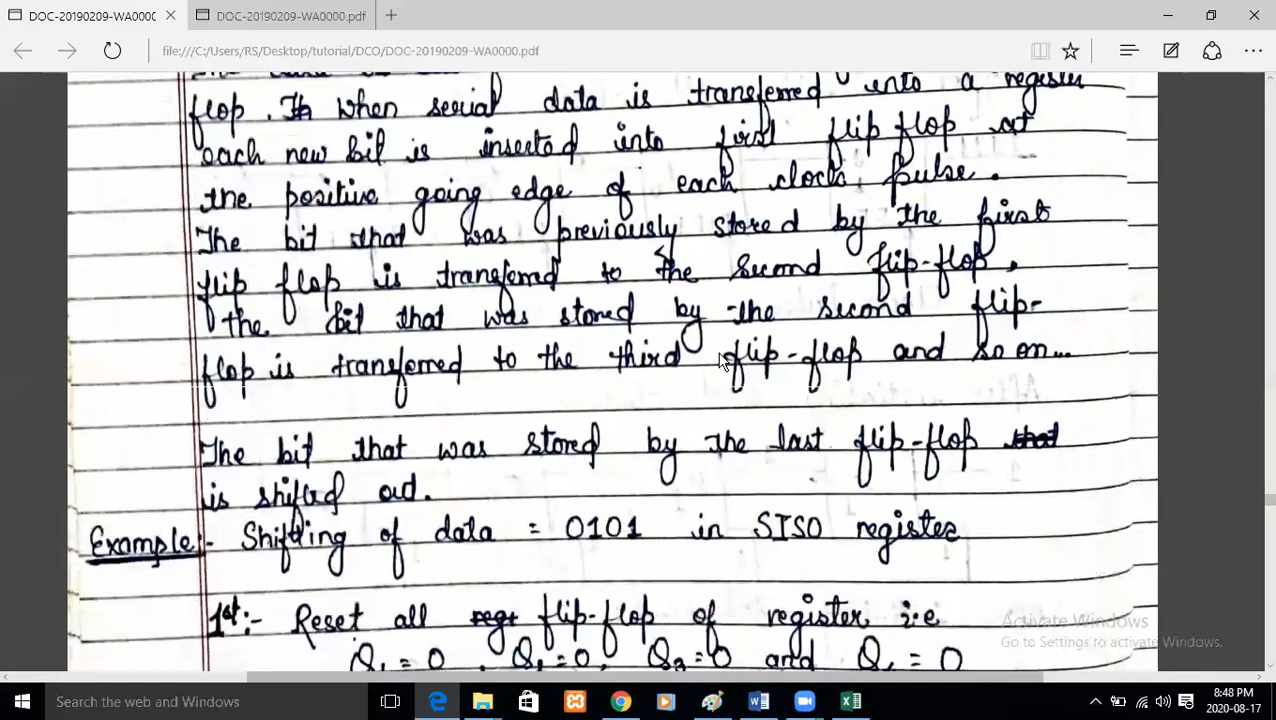 DOC-20190209-WA0000
DOC-20190209-WA0000.pdf
file:///C:/Users/RS/Desktop/tutorial/DCO/DOC-20190209-WA0000.pdf
flop. when serial data is transferred into a register
each new bit is inserted into first flip flop at
the positive going edge of each clock pulse.
The bit that was previously stored by the first
flip flop is transferred to the second flip-flop,
the bit that was stored by the second flip-
flop is transferred to the third flip-flop and so on...
The bit that was stored by the last flip-flop that
is shifted out.
Example:- Shifting of data = 0101 in SISO register
1st:- Reset all flip-flop of register i.e
= 0, = 0, = 0 and = 0
Activate Windows
Go to Settings to activate Windows.
Search the web and Windows
8:48 PM
2020-08-17